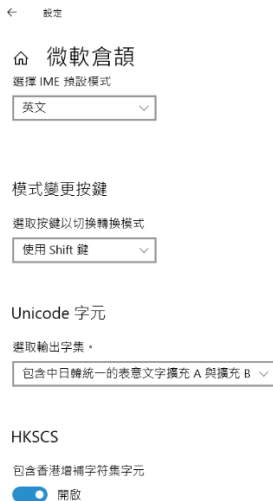 ← 設定
微軟倉頡
選擇 IME 預設模式
英文
模式變更按鍵
選取按鍵以切換轉換模式
使用 Shift 鍵
Unicode 字元
選取輸出字集。
包含中日韓統一的表意文字擴充 A 與擴充 B
HKSCS
包含香港增補字符集字元
開啟